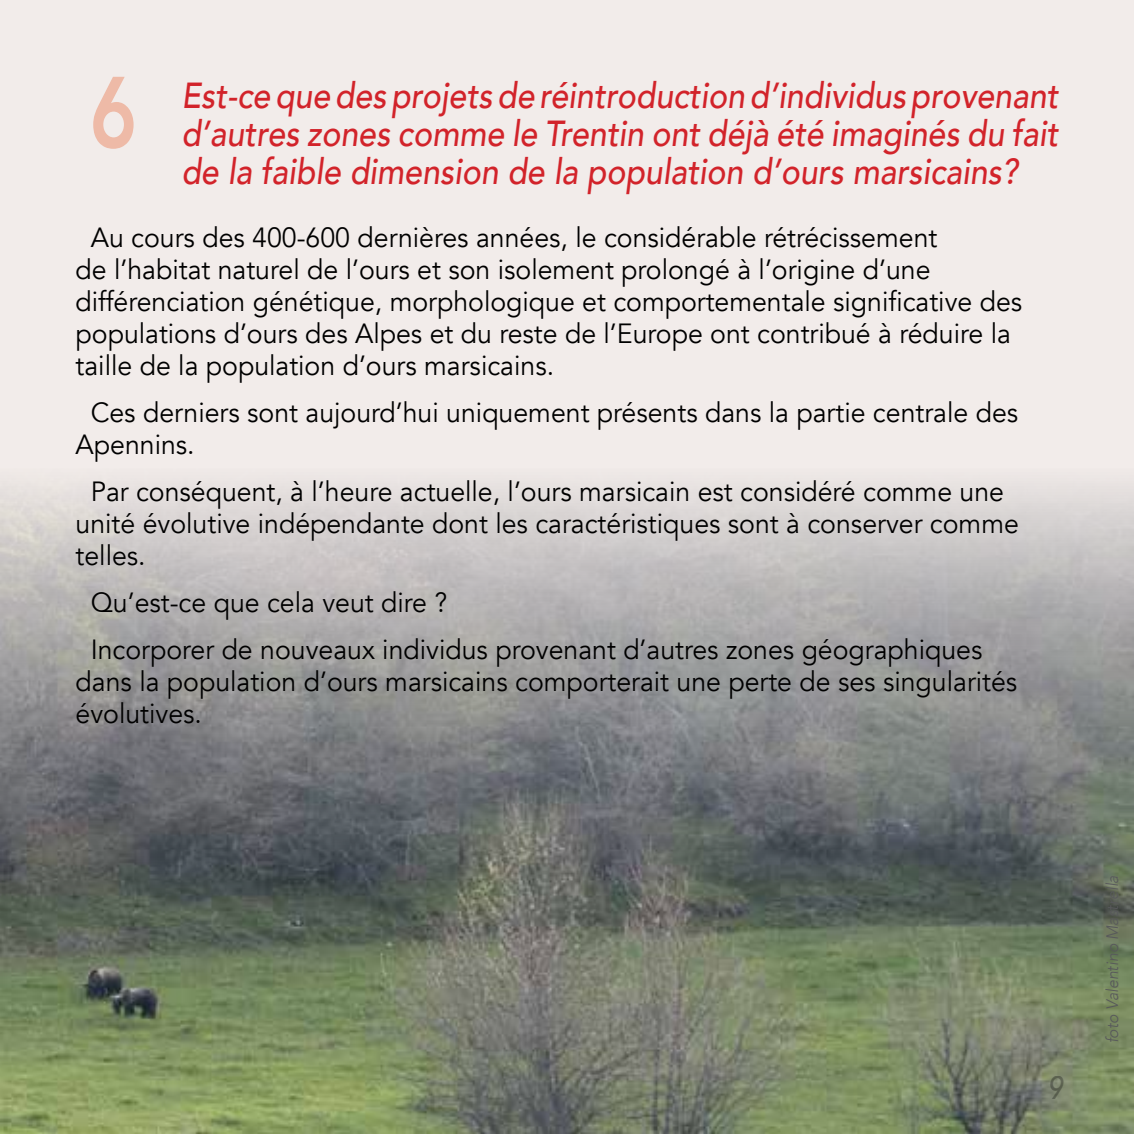 6
Est-ce que des projets de réintroduction d’individus provenant
d’autres zones comme le Trentin ont déjà été imaginés du fait
de la faible dimension de la population d’ours marsicains?
Au cours des 400-600 dernières années, le considérable rétrécissement
de l’habitat naturel de l’ours et son isolement prolongé à l’origine d’une
différenciation génétique, morphologique et comportementale significative des
populations d’ours des Alpes et du reste de l’Europe ont contribué à réduire la
taille de la population d’ours marsicains.
Ces derniers sont aujourd’hui uniquement présents dans la partie centrale des
Apennins.
Par conséquent, à l’heure actuelle, l’ours marsicain est considéré comme une
unité évolutive indépendante dont les caractéristiques sont à conserver comme
telles.
Qu’est-ce que cela veut dire ?
Incorporer de nouveaux individus provenant d’autres zones géographiques
dans la population d’ours marsicains comporterait une perte de ses singularités
évolutives.
foto Valentino
9